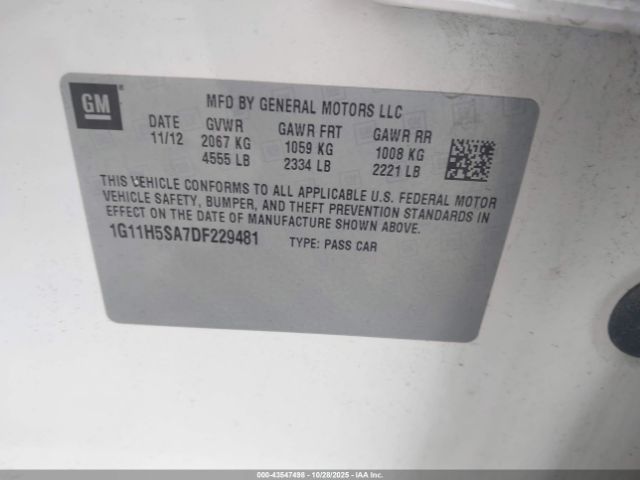 GM
MFD BY GENERAL MOTORS LLC
DATE GVWR GAWR FRT GAWR RR
11/12 2067 KG 1059 KG 1008 KG
4555 LB 2334 LB 2221 LB
THIS VEHICLE CONFORMS TO ALL APPLICABLE U.S. FEDERAL MOTOR
VEHICLE SAFETY, BUMPER, AND THEFT PREVENTION STANDARDS IN
EFFECT ON THE DATE OF MANUFACTURE SHOWN ABOVE.
1G11H5SA7DF229481 TYPE: PASS CAR
000-43547498 | 10/28/2025 | IAA Inc.